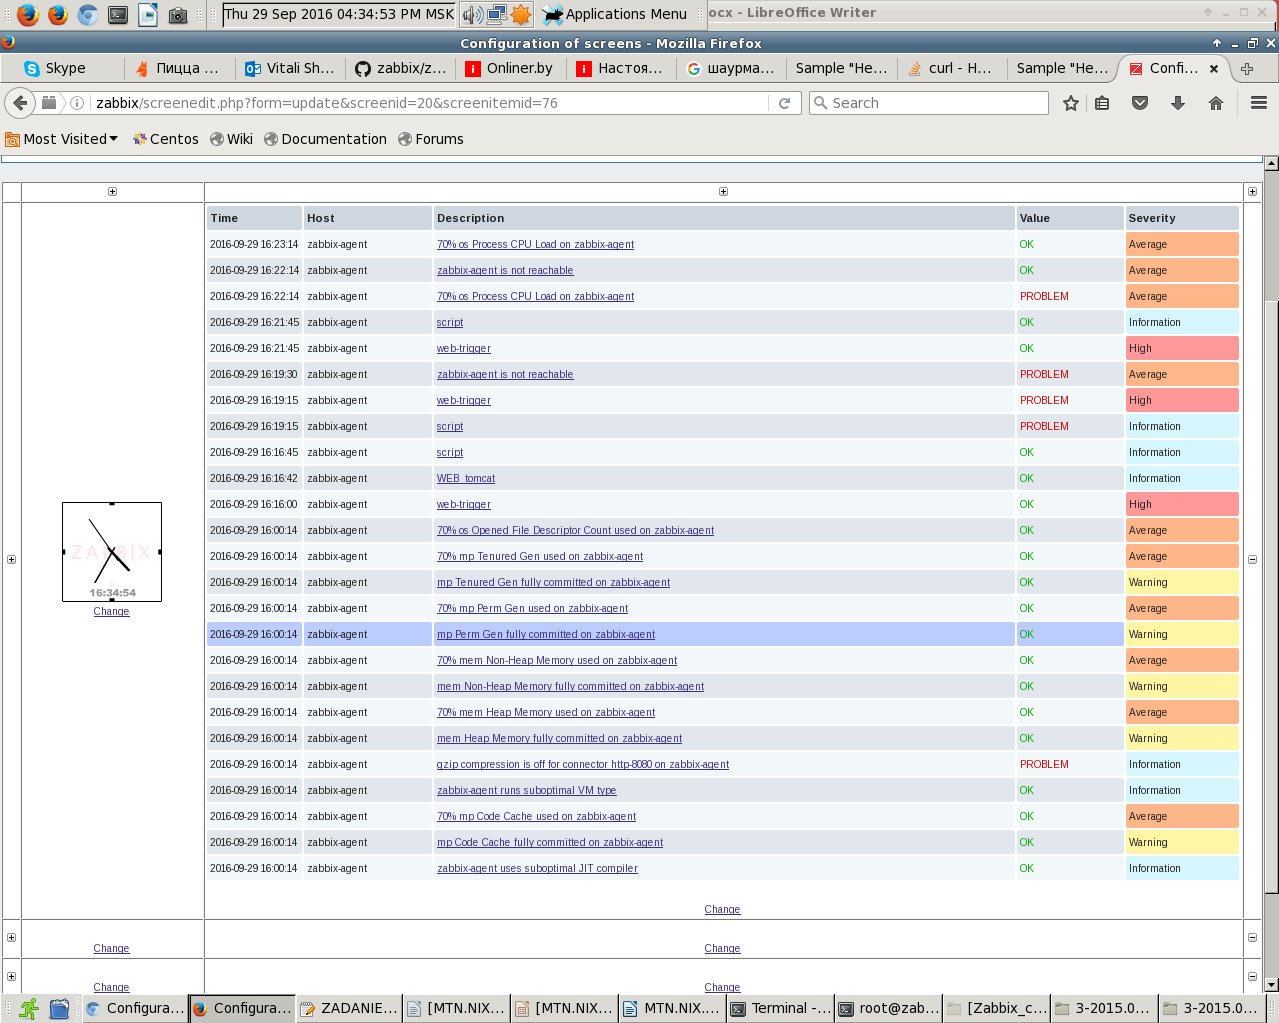 Thu 29 Sep 2016 04:34:53 PM MSK Applications Menu ocx - LibreOffice Writer
Configuration of screens - Mozilla Firefox
Skype Пицца ... Vitali Sh... zabbix/z... Onliner.by Настоя... шаурма... Sample "He... curl - H... Sample "He... Confi...
zabbix/screenedit.php?form=update&screenid=20&screenitemid=76 Search
Most Visited Centos Wiki Documentation Forums
Time Host Description Value Severity
2016-09-29 16:23:14 zabbix-agent 70% os Process CPU Load on zabbix-agent OK Average
2016-09-29 16:22:14 zabbix-agent zabbix-agent is not reachable OK Average
2016-09-29 16:22:14 zabbix-agent 70% os Process CPU Load on zabbix-agent PROBLEM Average
2016-09-29 16:21:45 zabbix-agent script OK Information
2016-09-29 16:21:45 zabbix-agent web-trigger OK High
2016-09-29 16:19:30 zabbix-agent zabbix-agent is not reachable PROBLEM Average
2016-09-29 16:19:15 zabbix-agent web-trigger PROBLEM High
2016-09-29 16:19:15 zabbix-agent script PROBLEM Information
2016-09-29 16:16:45 zabbix-agent script OK Information
2016-09-29 16:16:42 zabbix-agent WEB_tomcat OK Information
2016-09-29 16:16:00 zabbix-agent web-trigger OK High
2016-09-29 16:00:14 zabbix-agent 70% os Opened File Descriptor Count used on zabbix-agent OK Average
2016-09-29 16:00:14 zabbix-agent 70% mp Tenured Gen used on zabbix-agent OK Average
2016-09-29 16:00:14 zabbix-agent mp Tenured Gen fully committed on zabbix-agent OK Warning
2016-09-29 16:00:14 zabbix-agent 70% mp Perm Gen used on zabbix-agent OK Average
2016-09-29 16:00:14 zabbix-agent mp Perm Gen fully committed on zabbix-agent OK Warning
2016-09-29 16:00:14 zabbix-agent 70% mem Non-Heap Memory used on zabbix-agent OK Average
2016-09-29 16:00:14 zabbix-agent mem Non-Heap Memory fully committed on zabbix-agent OK Warning
2016-09-29 16:00:14 zabbix-agent 70% mem Heap Memory used on zabbix-agent OK Average
2016-09-29 16:00:14 zabbix-agent mem Heap Memory fully committed on zabbix-agent OK Warning
2016-09-29 16:00:14 zabbix-agent gzip compression is off for connector http-8080 on zabbix-agent PROBLEM Information
2016-09-29 16:00:14 zabbix-agent zabbix-agent runs suboptimal VM type OK Information
2016-09-29 16:00:14 zabbix-agent 70% mp Code Cache used on zabbix-agent OK Average
2016-09-29 16:00:14 zabbix-agent mp Code Cache fully committed on zabbix-agent OK Warning
2016-09-29 16:00:14 zabbix-agent zabbix-agent uses suboptimal JIT compiler OK Information
ZABBIX
16:34:54
Change
Change
Change Change
Change Change
Configura... Configura... ZADANIE... [MTN.NIX... [MTN.NIX... MTN.NIX.... Terminal -... root@zab... [Zabbix_c... 3-2015.0... 3-2015.0...